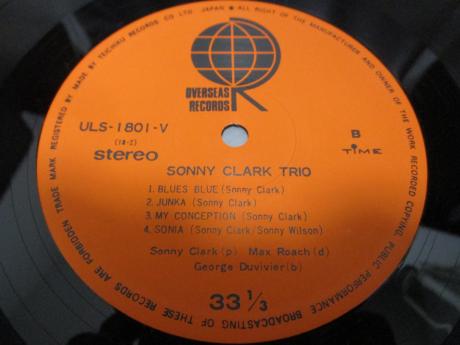 TRADE MARK REGISTERED BY MADE BY TEICHIKU RECORDS CO LTD JAPAN • ALL RIGHT OF THE MANUFACTURER AND OWNER OF THE WORK RECORDED COPYING, PUBLIC PERFORMANCE BROADCASTING OF THESE RECORDS ARE FORBIDDEN
OVERSEAS
RECORDS
ULS-1801-V
(1B-2)
stereo
B
TIME
SONNY CLARK TRIO
1. BLUES BLUE (Sonny Clark)
2. JUNKA (Sonny Clark)
3. MY CONCEPTION (Sonny Clark)
4. SONIA (Sonny Clark/Sonny Wilson)
Sonny Clark(p) Max Roach(d)
George Duvivier(b)
33 1/3